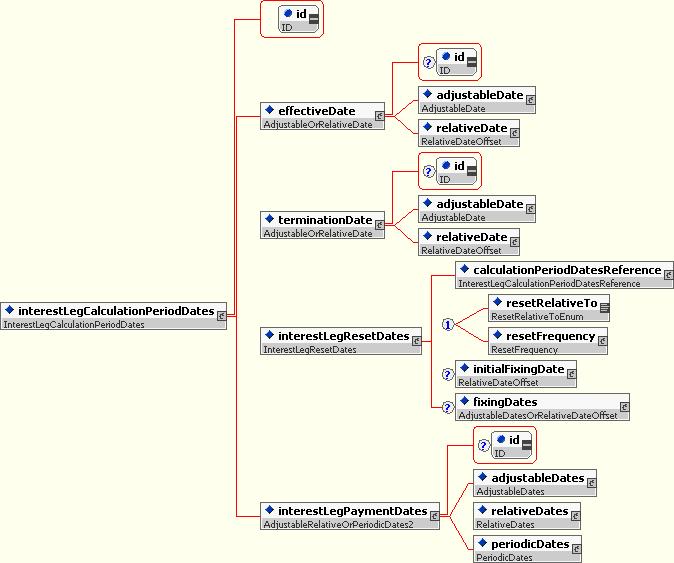 id
ID
? id
ID
effectiveDate
AdjustableOrRelativeDate
adjustableDate
AdjustableDate
relativeDate
RelativeDateOffset
? id
ID
terminationDate
AdjustableOrRelativeDate
adjustableDate
AdjustableDate
relativeDate
RelativeDateOffset
interestLegCalculationPeriodDates
InterestLegCalculationPeriodDates
interestLegResetDates
InterestLegResetDates
calculationPeriodDatesReference
InterestLegCalculationPeriodDatesReference
1
resetRelativeTo
ResetRelativeToEnum
resetFrequency
ResetFrequency
? initialFixingDate
RelativeDateOffset
? fixingDates
AdjustableDatesOrRelativeDateOffset
? id
ID
interestLegPaymentDates
AdjustableRelativeOrPeriodicDates2
adjustableDates
AdjustableDates
relativeDates
RelativeDates
periodicDates
PeriodicDates